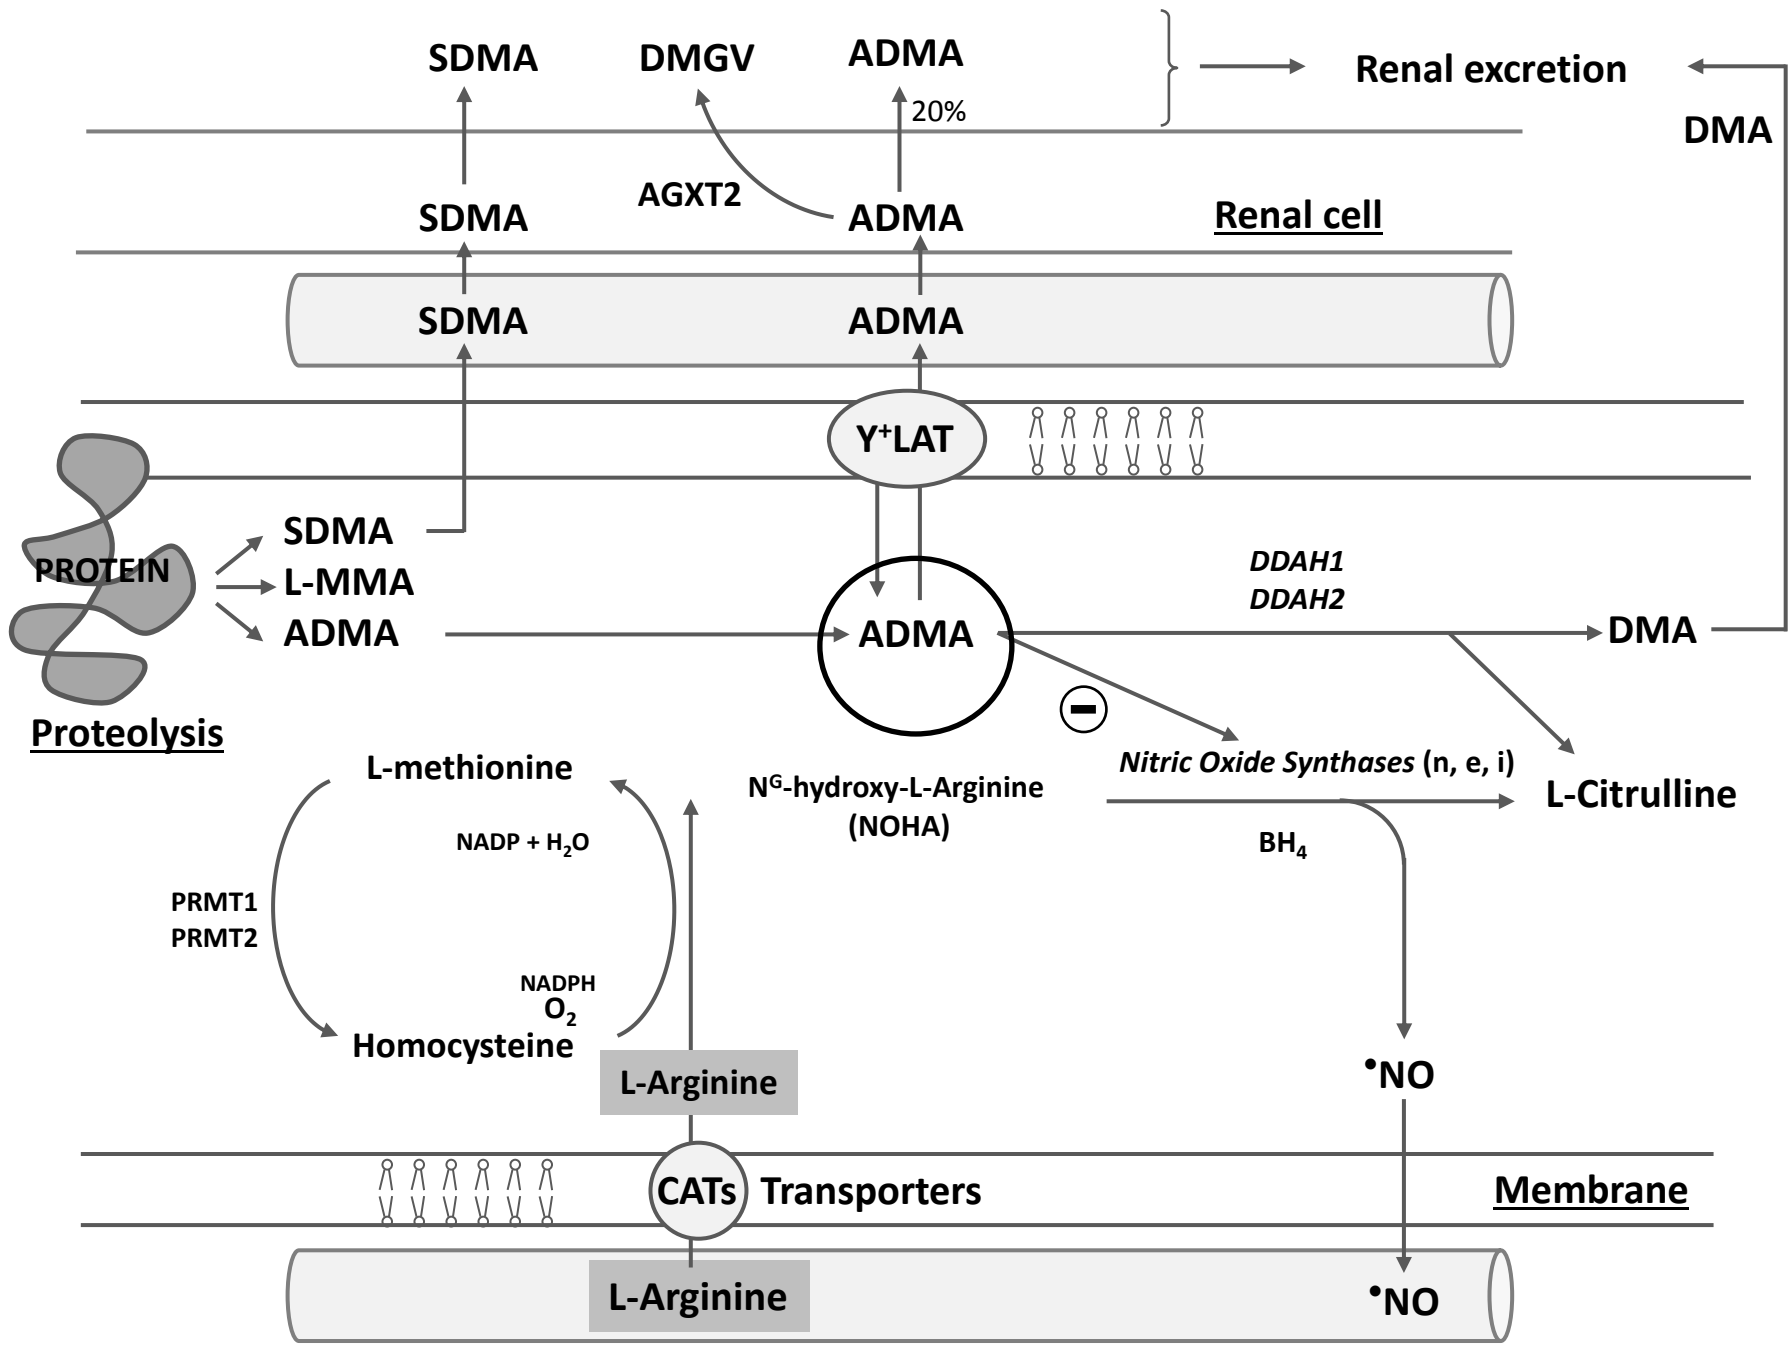 SDMA
DMGV
ADMA
Renal excretion
20%
DMA
AGXT2
SDMA
ADMA
Renal cell
SDMA
ADMA
Y⁺LAT
SDMA
PROTEIN
L-MMA
ADMA
ADMA
DDAH1
DDAH2
DMA
Proteolysis
L-methionine
Nitric Oxide Synthases (n, e, i)
Nᴳ-hydroxy-L-Arginine
(NOHA)
L-Citrulline
NADP + H₂O
BH₄
PRMT1
PRMT2
NADPH
O₂
Homocysteine
L-Arginine
•NO
CATs
Transporters
Membrane
L-Arginine
•NO